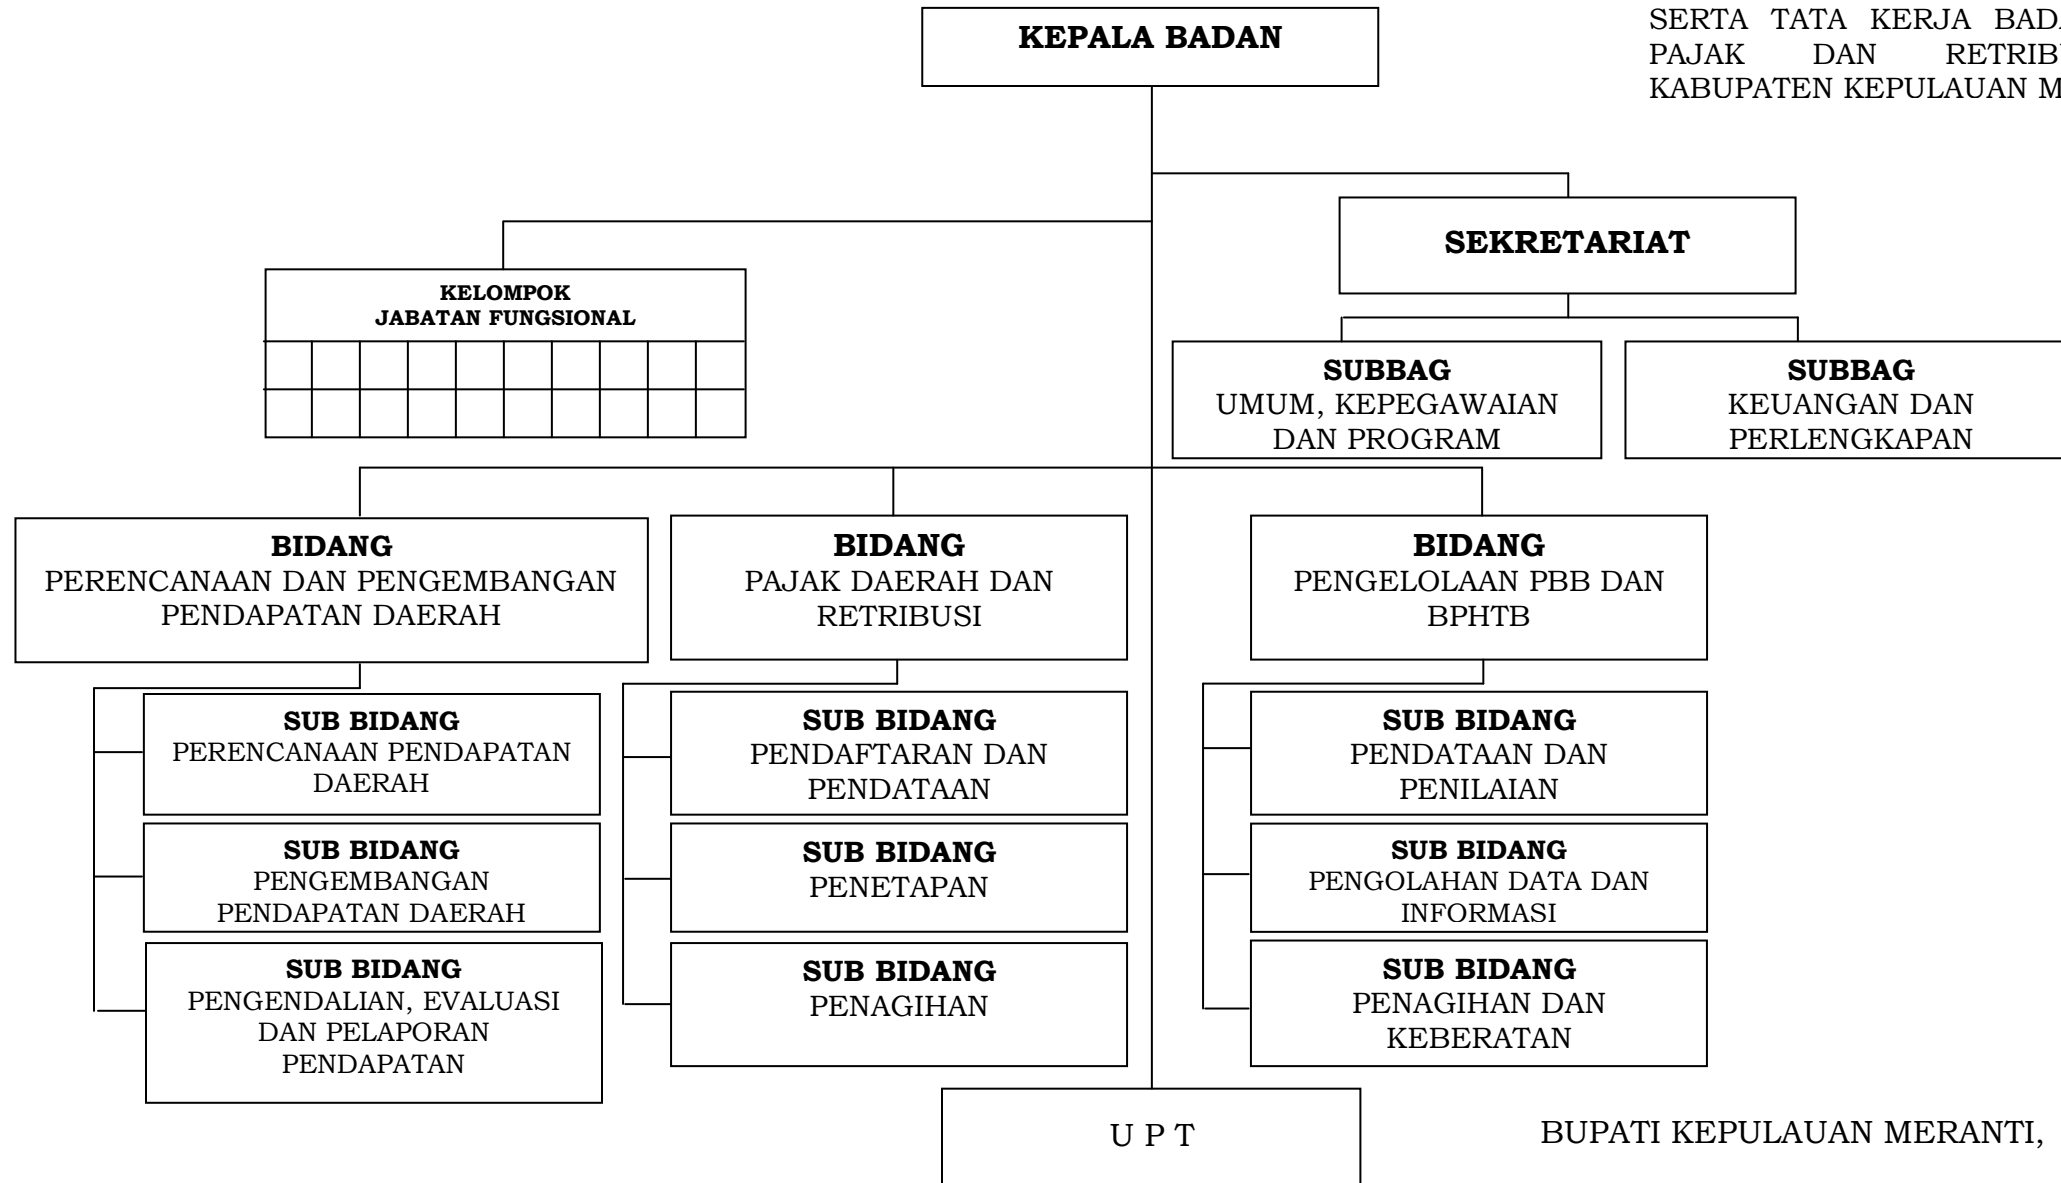 KEPALA BADAN
SERTA TATA KERJA
PAJAK DAN
KABUPATEN KEPULAUAN
SEKRETARIAT
KELOMPOK
JABATAN FUNGSIONAL
SUBBAG
UMUM, KEPEGAWAIAN
DAN PROGRAM
SUBBAG
KEUANGAN DAN
PERLENGKAPAN
BIDANG
PERENCANAAN DAN PENGEMBANGAN
PENDAPATAN DAERAH
BIDANG
PAJAK DAERAH DAN
RETRIBUSI
BIDANG
PENGELOLAAN PBB DAN
BPHTB
SUB BIDANG
PERENCANAAN PENDAPATAN
DAERAH
SUB BIDANG
PENGEMBANGAN
PENDAPATAN DAERAH
SUB BIDANG
PENGENDALIAN, EVALUASI
DAN PELAPORAN
PENDAPATAN
SUB BIDANG
PENDAFTARAN DAN
PENDATAAN
SUB BIDANG
PENETAPAN
SUB BIDANG
PENAGIHAN
SUB BIDANG
PENDATAAN DAN
PENILAIAN
SUB BIDANG
PENGOLAHAN DATA DAN
INFORMASI
SUB BIDANG
PENAGIHAN DAN
KEBERATAN
U P T
BUPATI KEPULAUAN MERANTI,